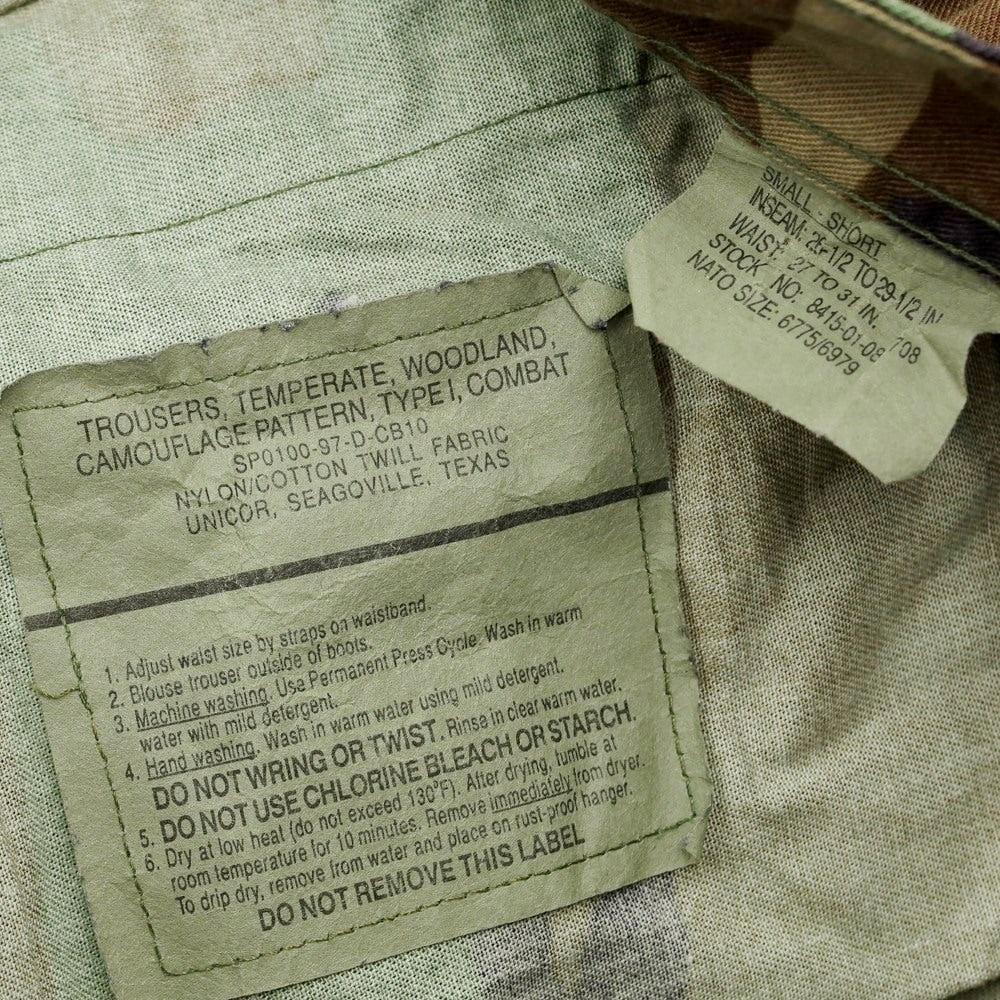 TROUSERS, TEMPERATE, WOODLAND,
CAMOUFLAGE PATTERN, TYPE I, COMBAT
SP0100-97-D-CB10
NYLON/COTTON TWILL FABRIC
UNICOR, SEAGOVILLE, TEXAS
1. Adjust waist size by straps on waistband.
2. Blouse trouser outside of boots.
3. Machine washing. Use Permanent Press Cycle. Wash in warm
water with mild detergent.
4. Hand washing. Wash in warm water using mild detergent.
DO NOT WRING OR TWIST. Rinse in clear warm water.
5. DO NOT USE CHLORINE BLEACH OR STARCH.
6. Dry at low heat (do not exceed 130°F). After drying, tumble at
room temperature for 10 minutes. Remove immediately from dryer.
To drip dry, remove from water and place on rust-proof hanger.
DO NOT REMOVE THIS LABEL
SMALL - SHORT
INSEAM: 26-1/2 TO 29-1/2 IN
WAIST: 27 TO 31 IN.
STOCK NO: 8415-01-08 708
NATO SIZE: 6775/6979